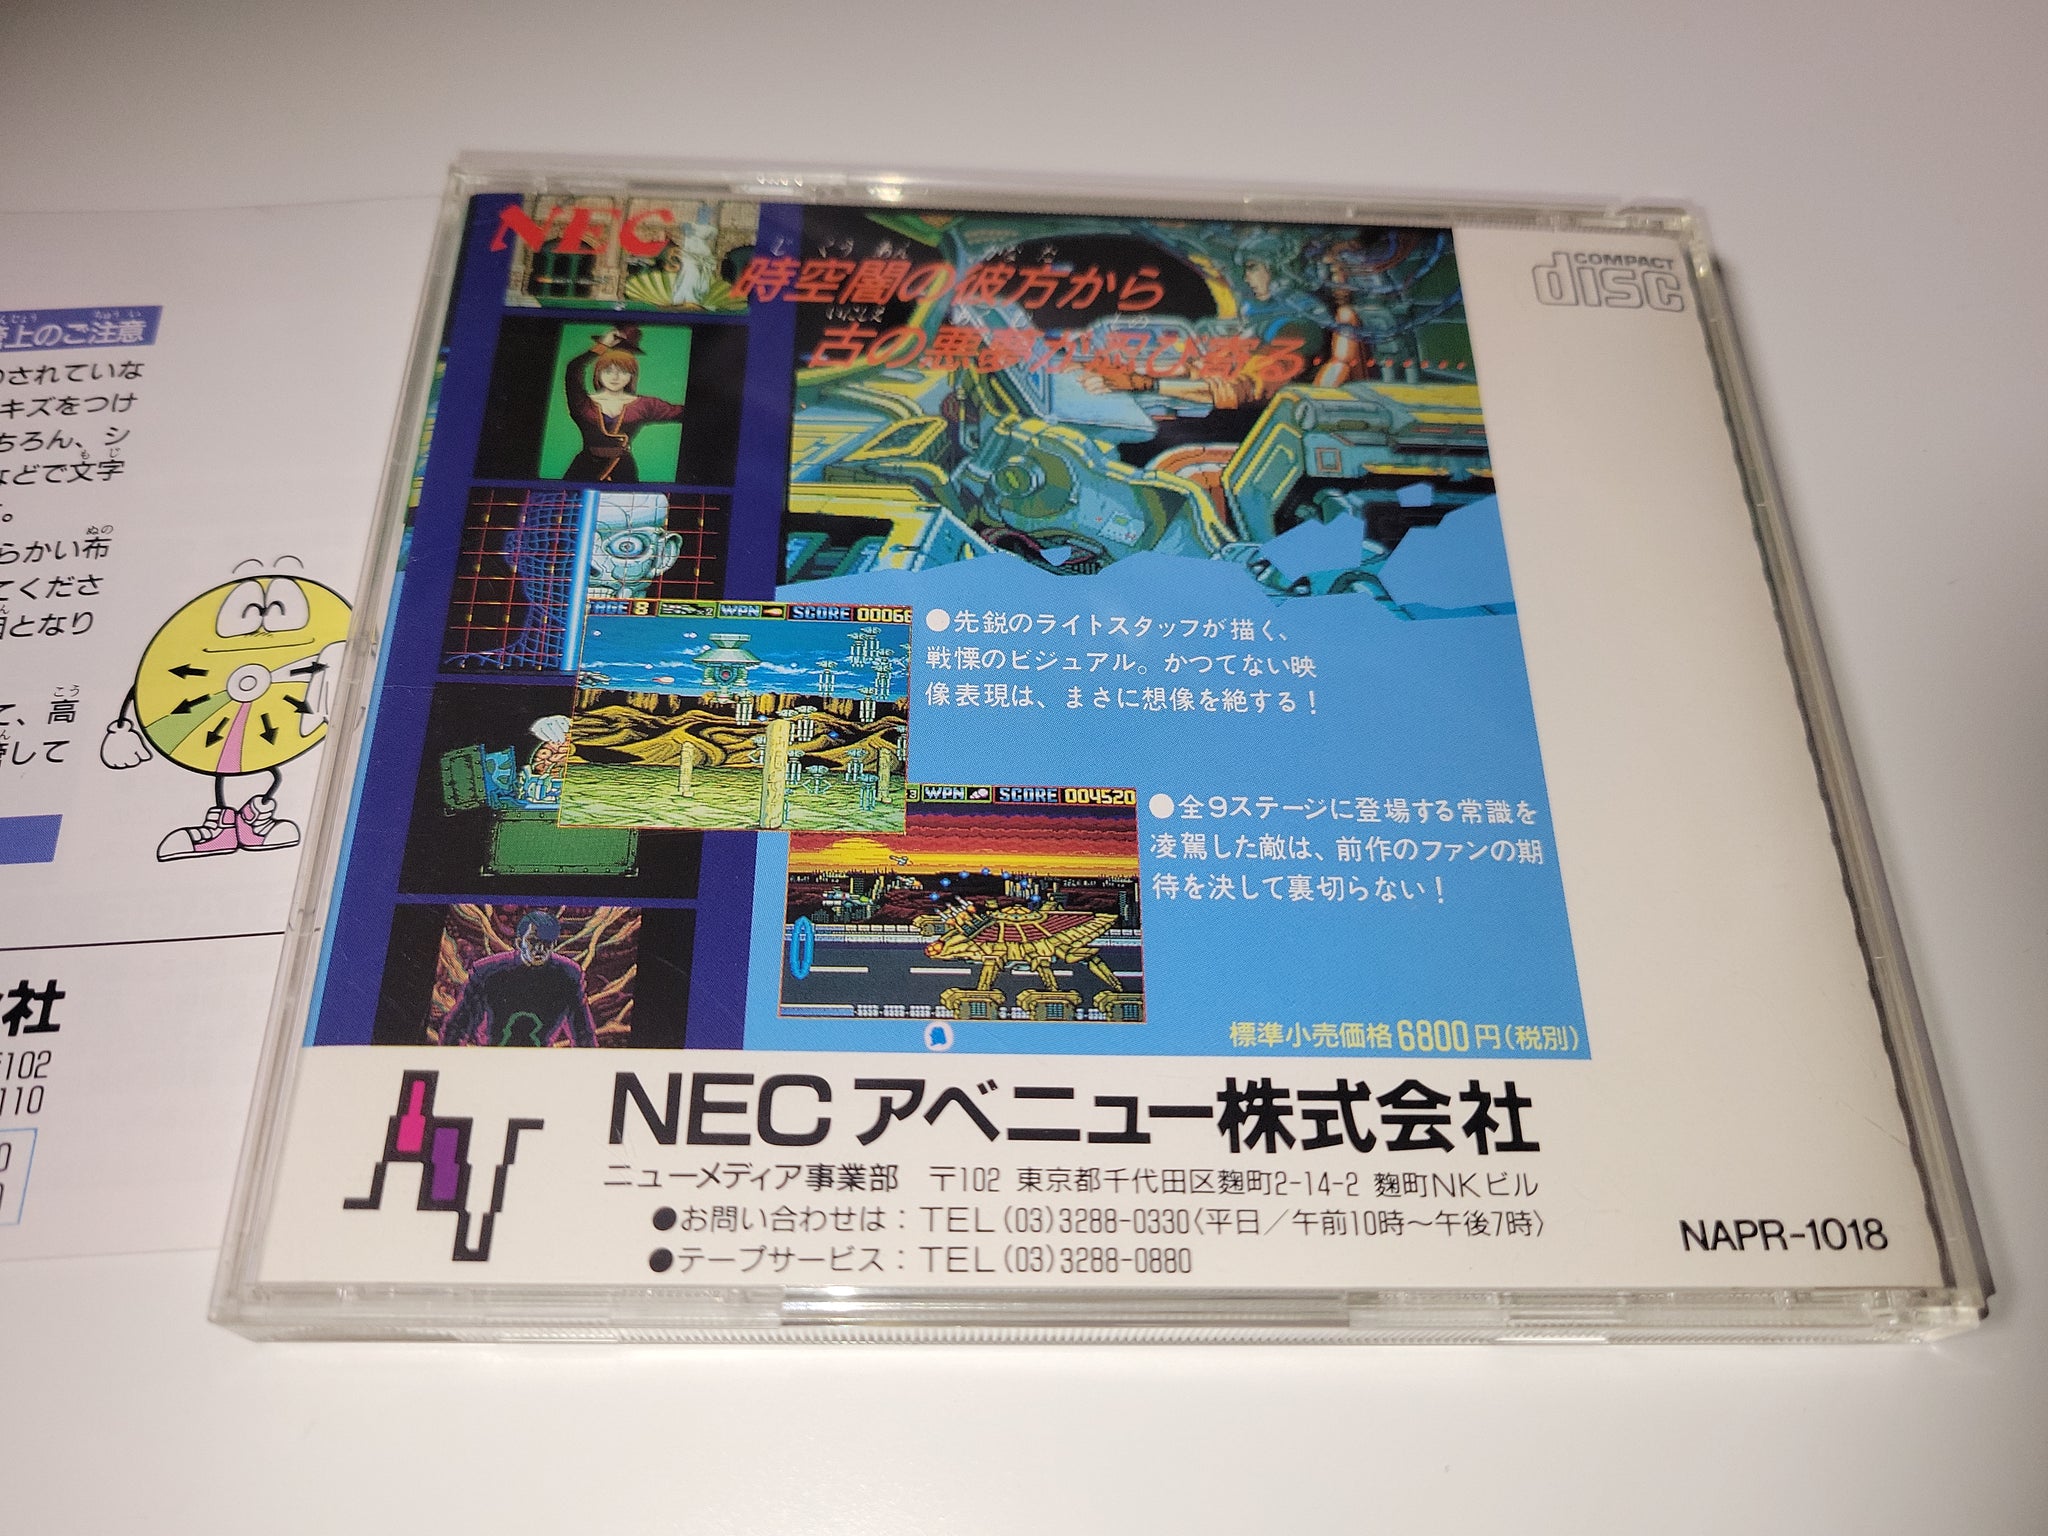 NEC
COMPACT
disc
時空闇の彼方から
古の悪夢が忍び寄る・・・・・・・・・
STAGE 8 WPN SCORE 00066
●先鋭のライトスタッフが描く、
戦慄のビジュアル。かつてない映
像表現は、まさに想像を絶する！
WPN SCORE 004520
●全9ステージに登場する常識を
凌駕した敵は、前作のファンの期
待を決して裏切らない！
標準小売価格6800円(税別)
NECアベニュー株式会社
ニューメディア事業部 〒102 東京都千代田区麹町2-14-2 麹町NKビル
●お問い合わせは：TEL(03)3288-0330〈平日／午前10時～午後7時〉
●テープサービス：TEL(03)3288-0880
NAPR-1018
上のご注意
されていな
キズをつけ
ちろん、シ
などで文字
らかい布
てくださ
となり
て、高
して
社
102
110